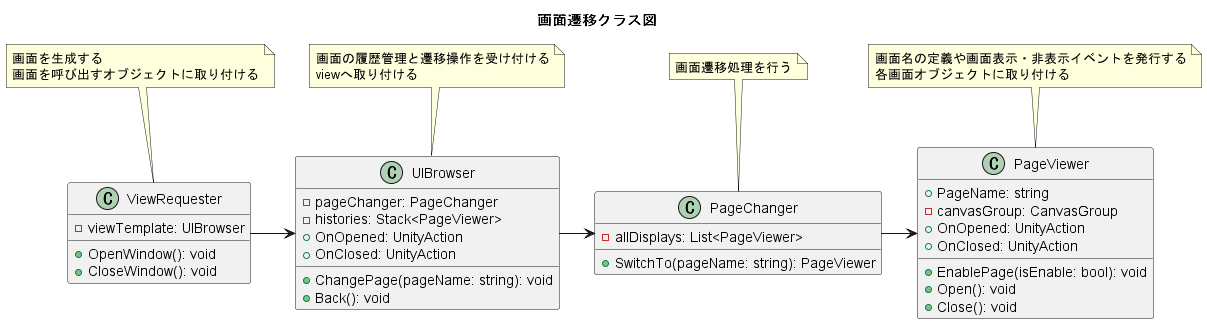 画面遷移クラス図
画面を生成する
画面を呼び出すオブジェクトに取り付ける
画面の履歴管理と遷移操作を受け付ける
viewへ取り付ける
画面遷移処理を行う
画面名の定義や画面表示・非表示イベントを発行する
各画面オブジェクトに取り付ける
C ViewRequester
viewTemplate: UIBrowser
OpenWindow(): void
CloseWindow(): void
C UIBrowser
pageChanger: PageChanger
histories: Stack<PageViewer>
OnOpened: UnityAction
OnClosed: UnityAction
ChangePage(pageName: string): void
Back(): void
C PageChanger
allDisplays: List<PageViewer>
SwitchTo(pageName: string): PageViewer
C PageViewer
PageName: string
canvasGroup: CanvasGroup
OnOpened: UnityAction
OnClosed: UnityAction
EnablePage(isEnable: bool): void
Open(): void
Close(): void